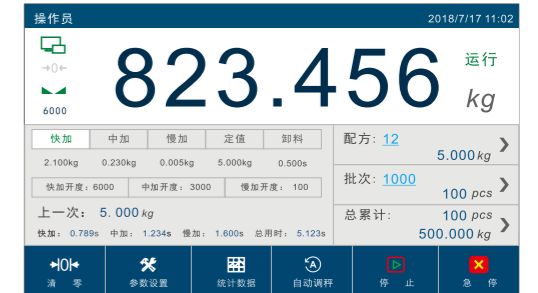 操作员 2018/7/17 11:02
→0←
6000
823.456
运行
kg
快加 中加 慢加 定值 卸料
2.100kg 0.230kg 0.005kg 5.000kg 0.500s
快加开度：6000 中加开度：3000 慢加开度：100
上一次：5.000 kg
快加：0.789s 中加：1.234s 慢加：1.600s 总用时：5.123s
配方：12
5.000 kg
批次：1000
100 pcs
总累计：
100 pcs
500.000 kg
清零 参数设置 统计数据 自动调秤 停止 急停